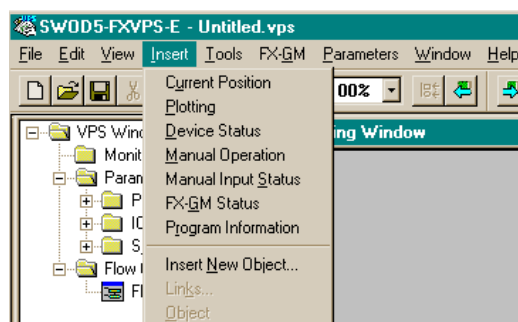 SW0D5-FXVPS-E - Untitled.vps
File Edit View Insert Tools FX-GM Parameters Window Help
Current Position
00%
Plotting
VPS Wind
Device Status
ing Window
Monit
Manual Operation
Param
Manual Input Status
P
FX-GM Status
IO
Program Information
S
Flow
Insert New Object...
Fl
Links...
Object